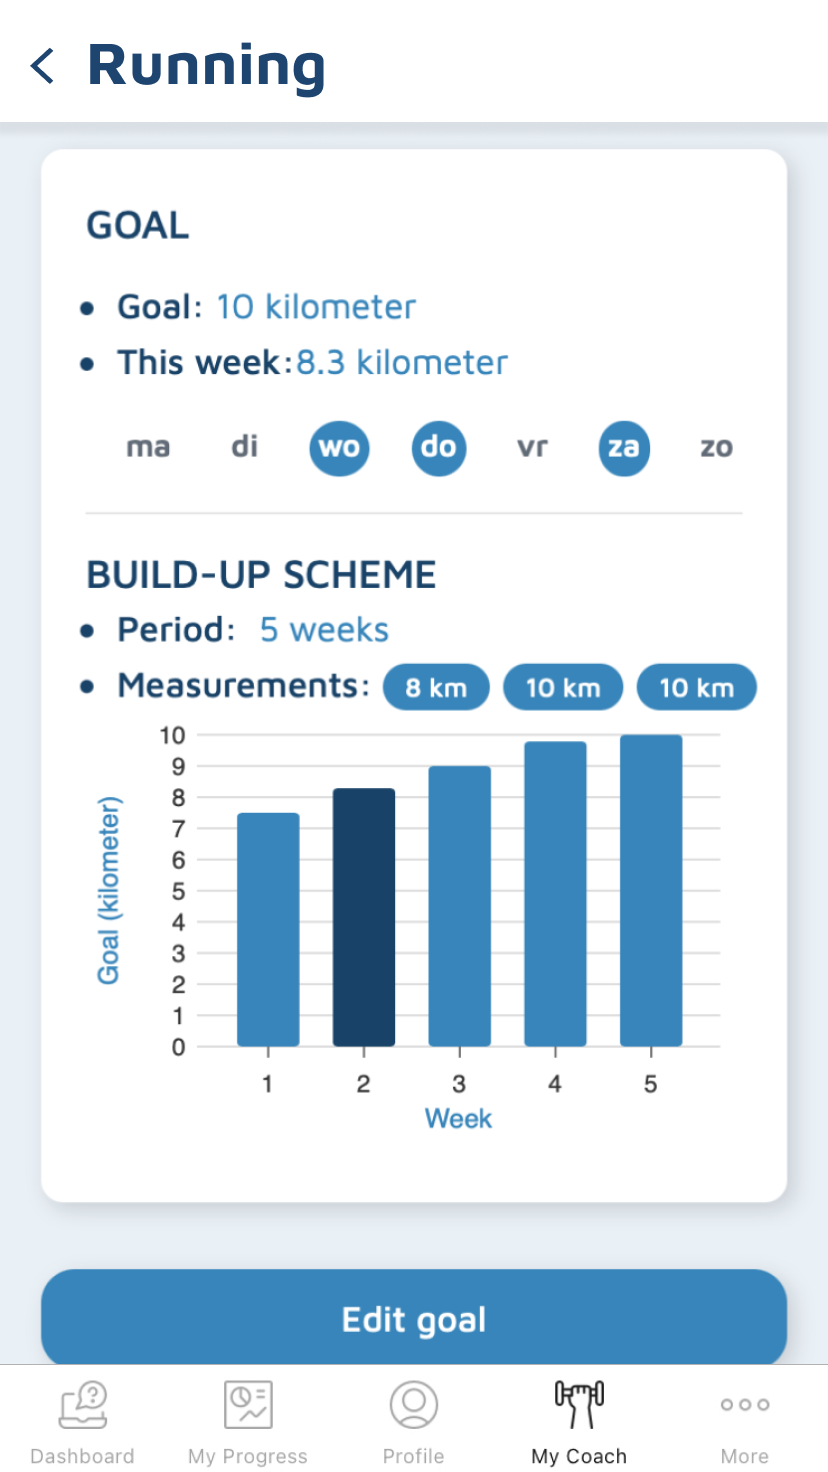 Running
GOAL
Goal: 10 kilometer
This week:8.3 kilometer
ma di wo do vr za zo
BUILD-UP SCHEME
Period: 5 weeks
Measurements: 8 km 10 km 10 km
Goal (kilometer)
10
9
8
7
6
5
4
3
2
1
0
1 2 3 4 5
Week
Edit goal
Dashboard My Progress Profile My Coach More